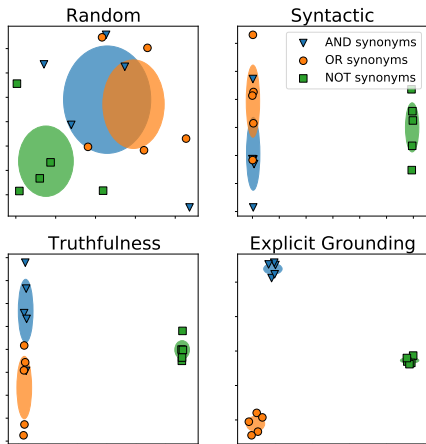 Random
Syntactic
AND synonyms
OR synonyms
NOT synonyms
Truthfulness
Explicit Grounding